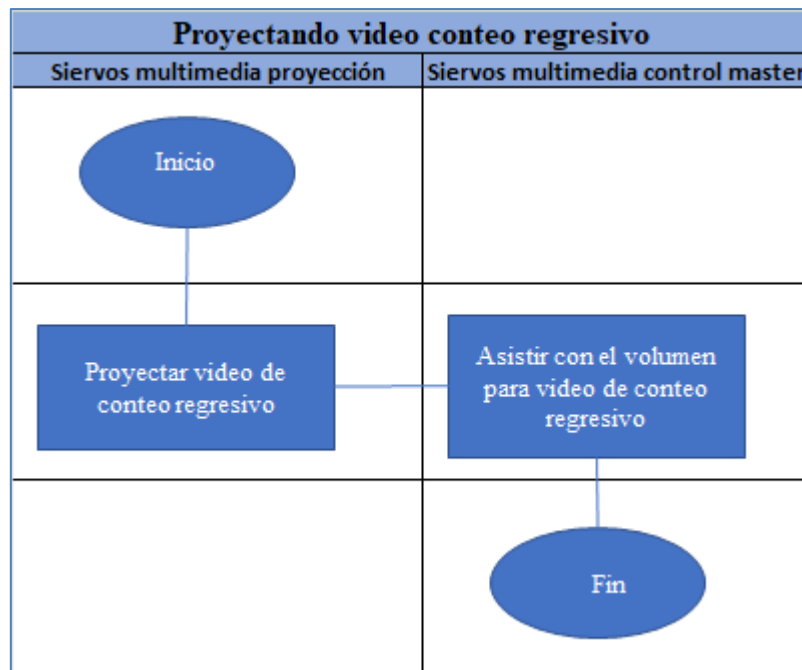 Proyectando video conteo regresivo
Siervos multimedia proyección
Siervos multimedia control master
Inicio
Proyectar video de
conteo regresivo
Asistir con el volumen
para video de conteo
regresivo
Fin